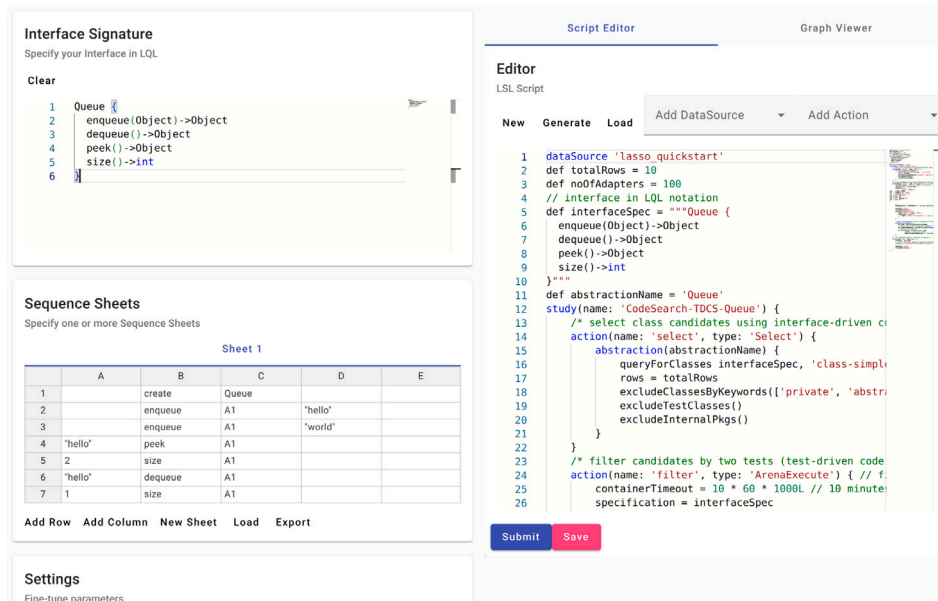 Interface Signature
Specify your Interface in LQL
Clear
1 Queue {
2 enqueue(Object)->Object
3 dequeue()->Object
4 peek()->Object
5 size()->int
6 }
Sequence Sheets
Specify one or more Sequence Sheets
Sheet 1
A B C D E
1 create Queue
2 enqueue A1 "hello"
3 enqueue A1 "world"
4 "hello" peek A1
5 2 size A1
6 "hello" dequeue A1
7 1 size A1
Add Row Add Column New Sheet Load Export
Settings
Fine-tune parameters
Script Editor Graph Viewer
Editor
LSL Script
New Generate Load Add DataSource Add Action
1 dataSource 'lasso_quickstart'
2 def totalRows = 10
3 def noOfAdapters = 100
4 // interface in LQL notation
5 def interfaceSpec = """Queue {
6 enqueue(Object)->Object
7 dequeue()->Object
8 peek()->Object
9 size()->int
10 }"""
11 def abstractionName = 'Queue'
12 study(name: 'CodeSearch-TDCS-Queue') {
13 /* select class candidates using interface-driven co
14 action(name: 'select', type: 'Select') {
15 abstraction(abstractionName) {
16 queryForClasses interfaceSpec, 'class-simple
17 rows = totalRows
18 excludeClassesByKeywords(['private', 'abstra
19 excludeTestClasses()
20 excludeInternalPkgs()
21 }
22 }
23 /* filter candidates by two tests (test-driven code
24 action(name: 'filter', type: 'ArenaExecute') { // fi
25 containerTimeout = 10 * 60 * 1000L // 10 minutes
26 specification = interfaceSpec
Submit Save